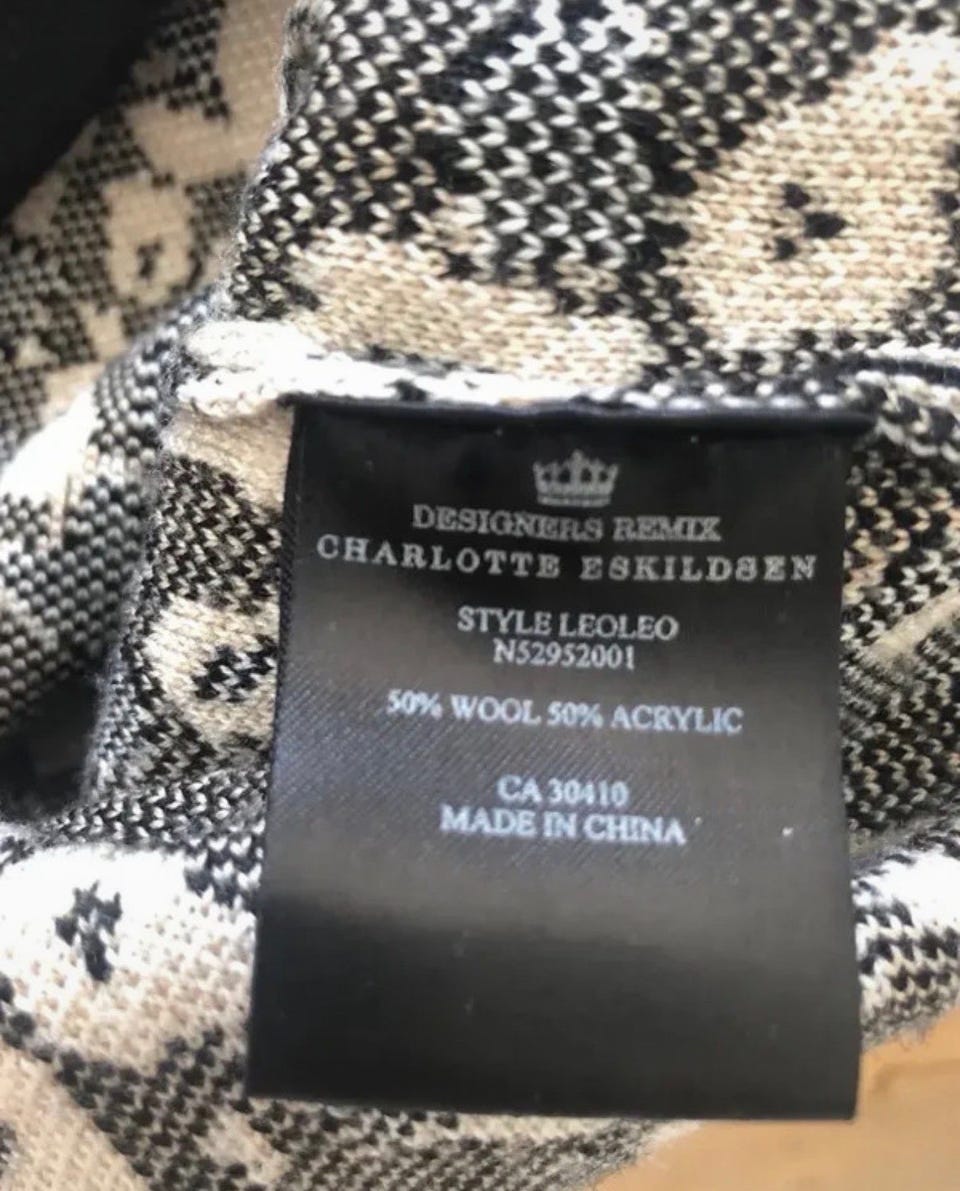 DESIGNERS REMIX
CHARLOTTE ESKILDSEN
STYLE LEOLEO
N52952001
50% WOOL 50% ACRYLIC
CA 30410
MADE IN CHINA